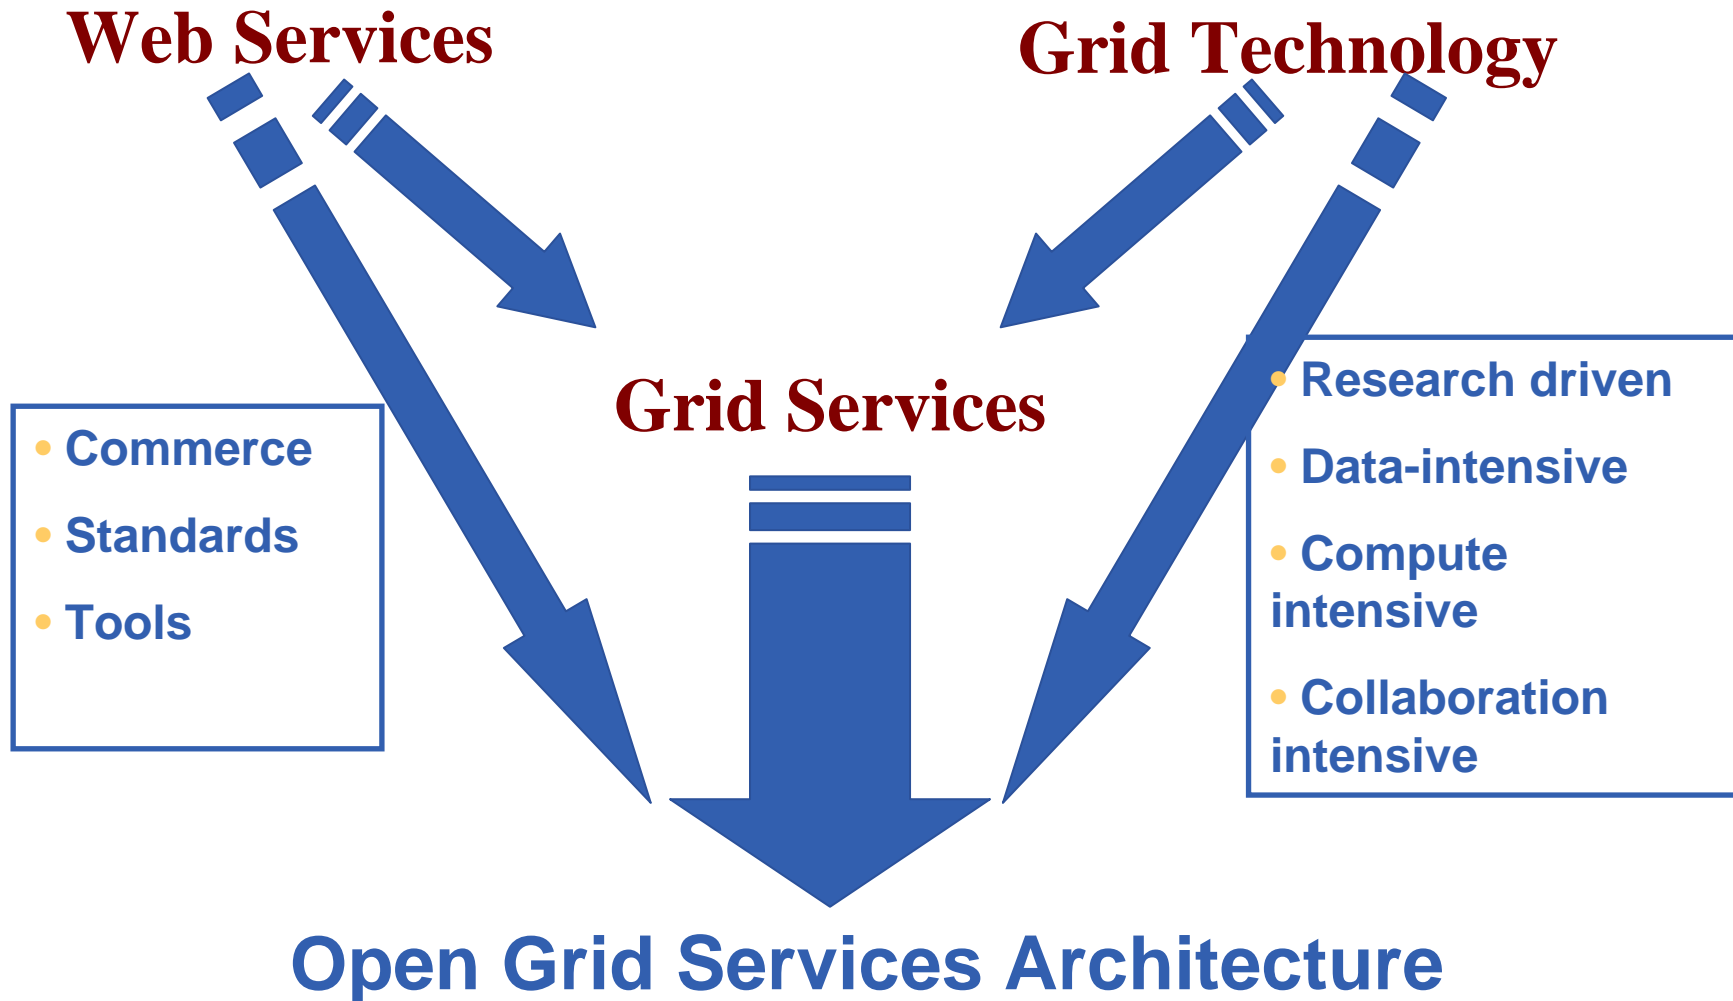 Web Services
Grid Technology
Grid Services
• Commerce
• Standards
• Tools
• Research driven
• Data-intensive
• Compute
intensive
• Collaboration
intensive
Open Grid Services Architecture